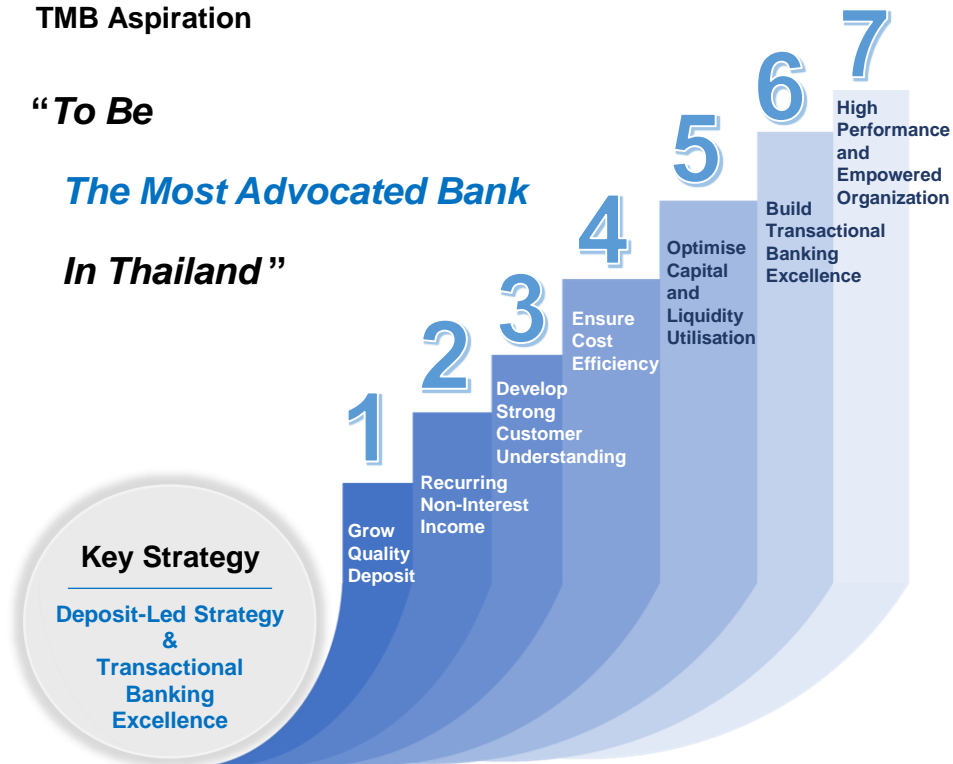 TMB Aspiration
“To Be
The Most Advocated Bank
In Thailand”
Key Strategy
Deposit-Led Strategy
&
Transactional
Banking
Excellence
1
Grow
Quality
Deposit
2
Recurring
Non-Interest
Income
3
Develop
Strong
Customer
Understanding
4
Ensure
Cost
Efficiency
5
Optimise
Capital
and
Liquidity
Utilisation
6
Build
Transactional
Banking
Excellence
7
High
Performance
and
Empowered
Organization